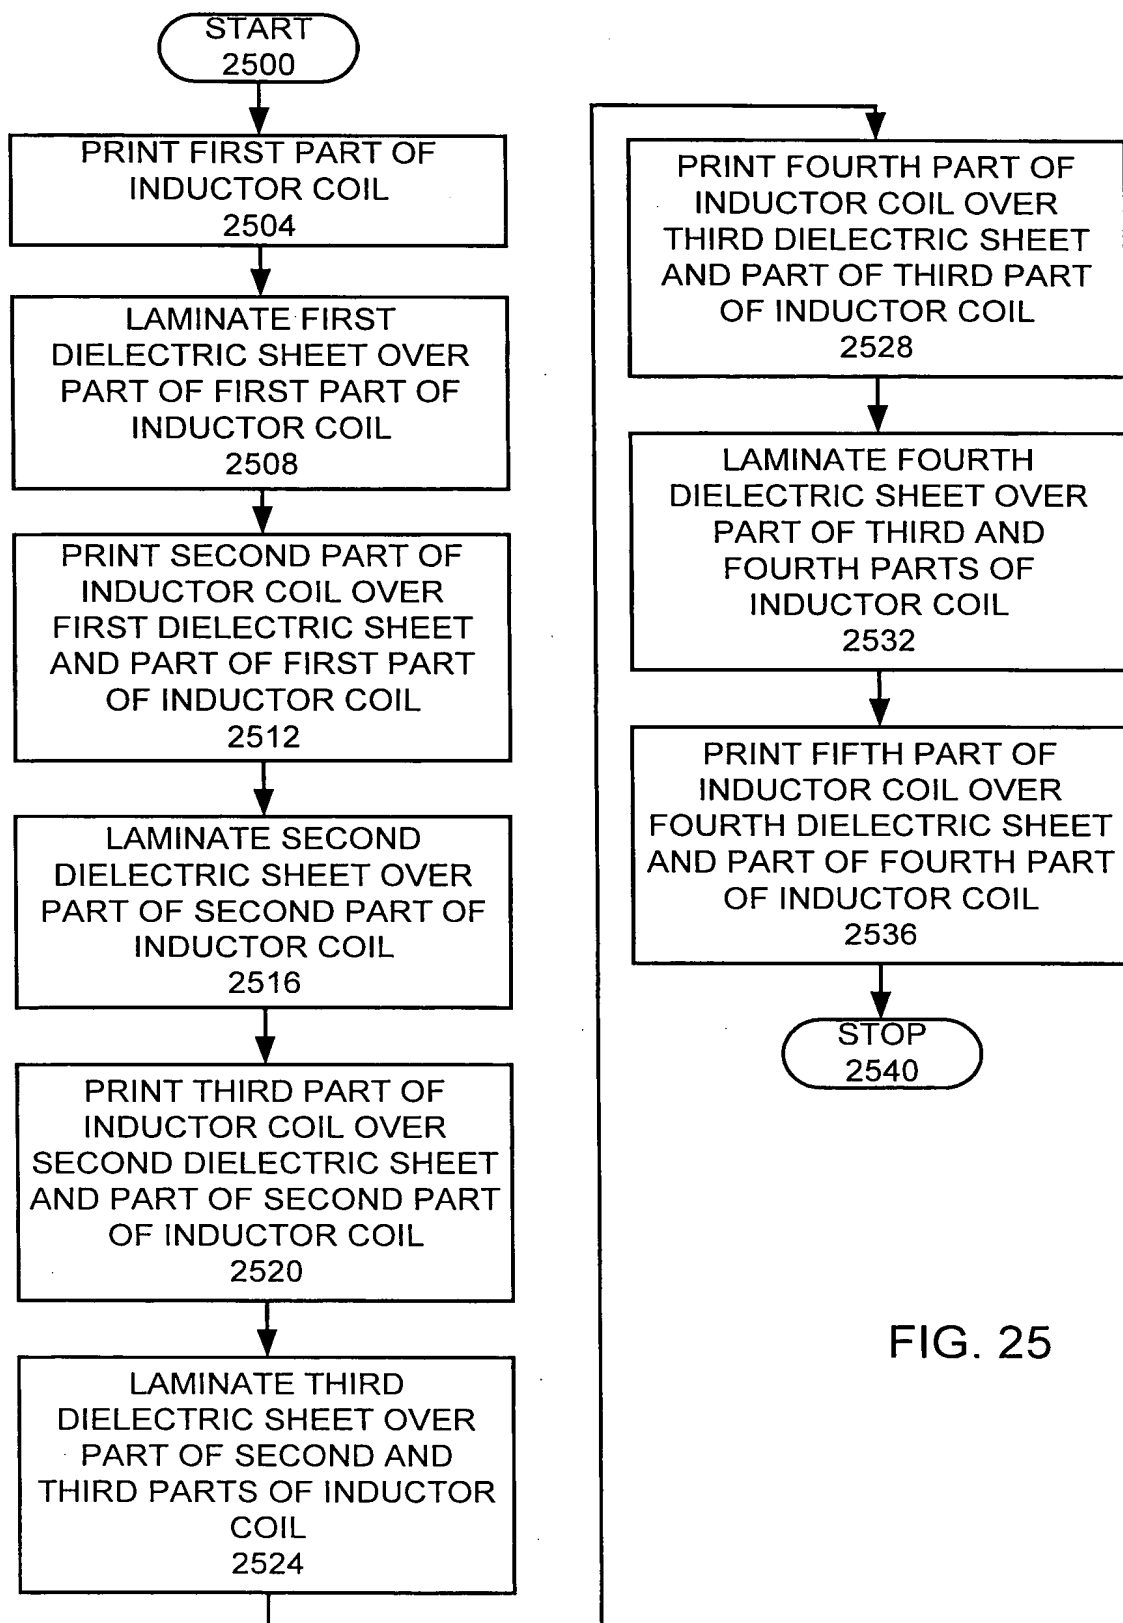 START
2500
PRINT FIRST PART OF
INDUCTOR COIL
2504
LAMINATE FIRST
DIELECTRIC SHEET OVER
PART OF FIRST PART OF
INDUCTOR COIL
2508
PRINT SECOND PART OF
INDUCTOR COIL OVER
FIRST DIELECTRIC SHEET
AND PART OF FIRST PART
OF INDUCTOR COIL
2512
LAMINATE SECOND
DIELECTRIC SHEET OVER
PART OF SECOND PART OF
INDUCTOR COIL
2516
PRINT THIRD PART OF
INDUCTOR COIL OVER
SECOND DIELECTRIC SHEET
AND PART OF SECOND PART
OF INDUCTOR COIL
2520
LAMINATE THIRD
DIELECTRIC SHEET OVER
PART OF SECOND AND
THIRD PARTS OF INDUCTOR
COIL
2524
PRINT FOURTH PART OF
INDUCTOR COIL OVER
THIRD DIELECTRIC SHEET
AND PART OF THIRD PART
OF INDUCTOR COIL
2528
LAMINATE FOURTH
DIELECTRIC SHEET OVER
PART OF THIRD AND
FOURTH PARTS OF
INDUCTOR COIL
2532
PRINT FIFTH PART OF
INDUCTOR COIL OVER
FOURTH DIELECTRIC SHEET
AND PART OF FOURTH PART
OF INDUCTOR COIL
2536
STOP
2540
FIG. 25